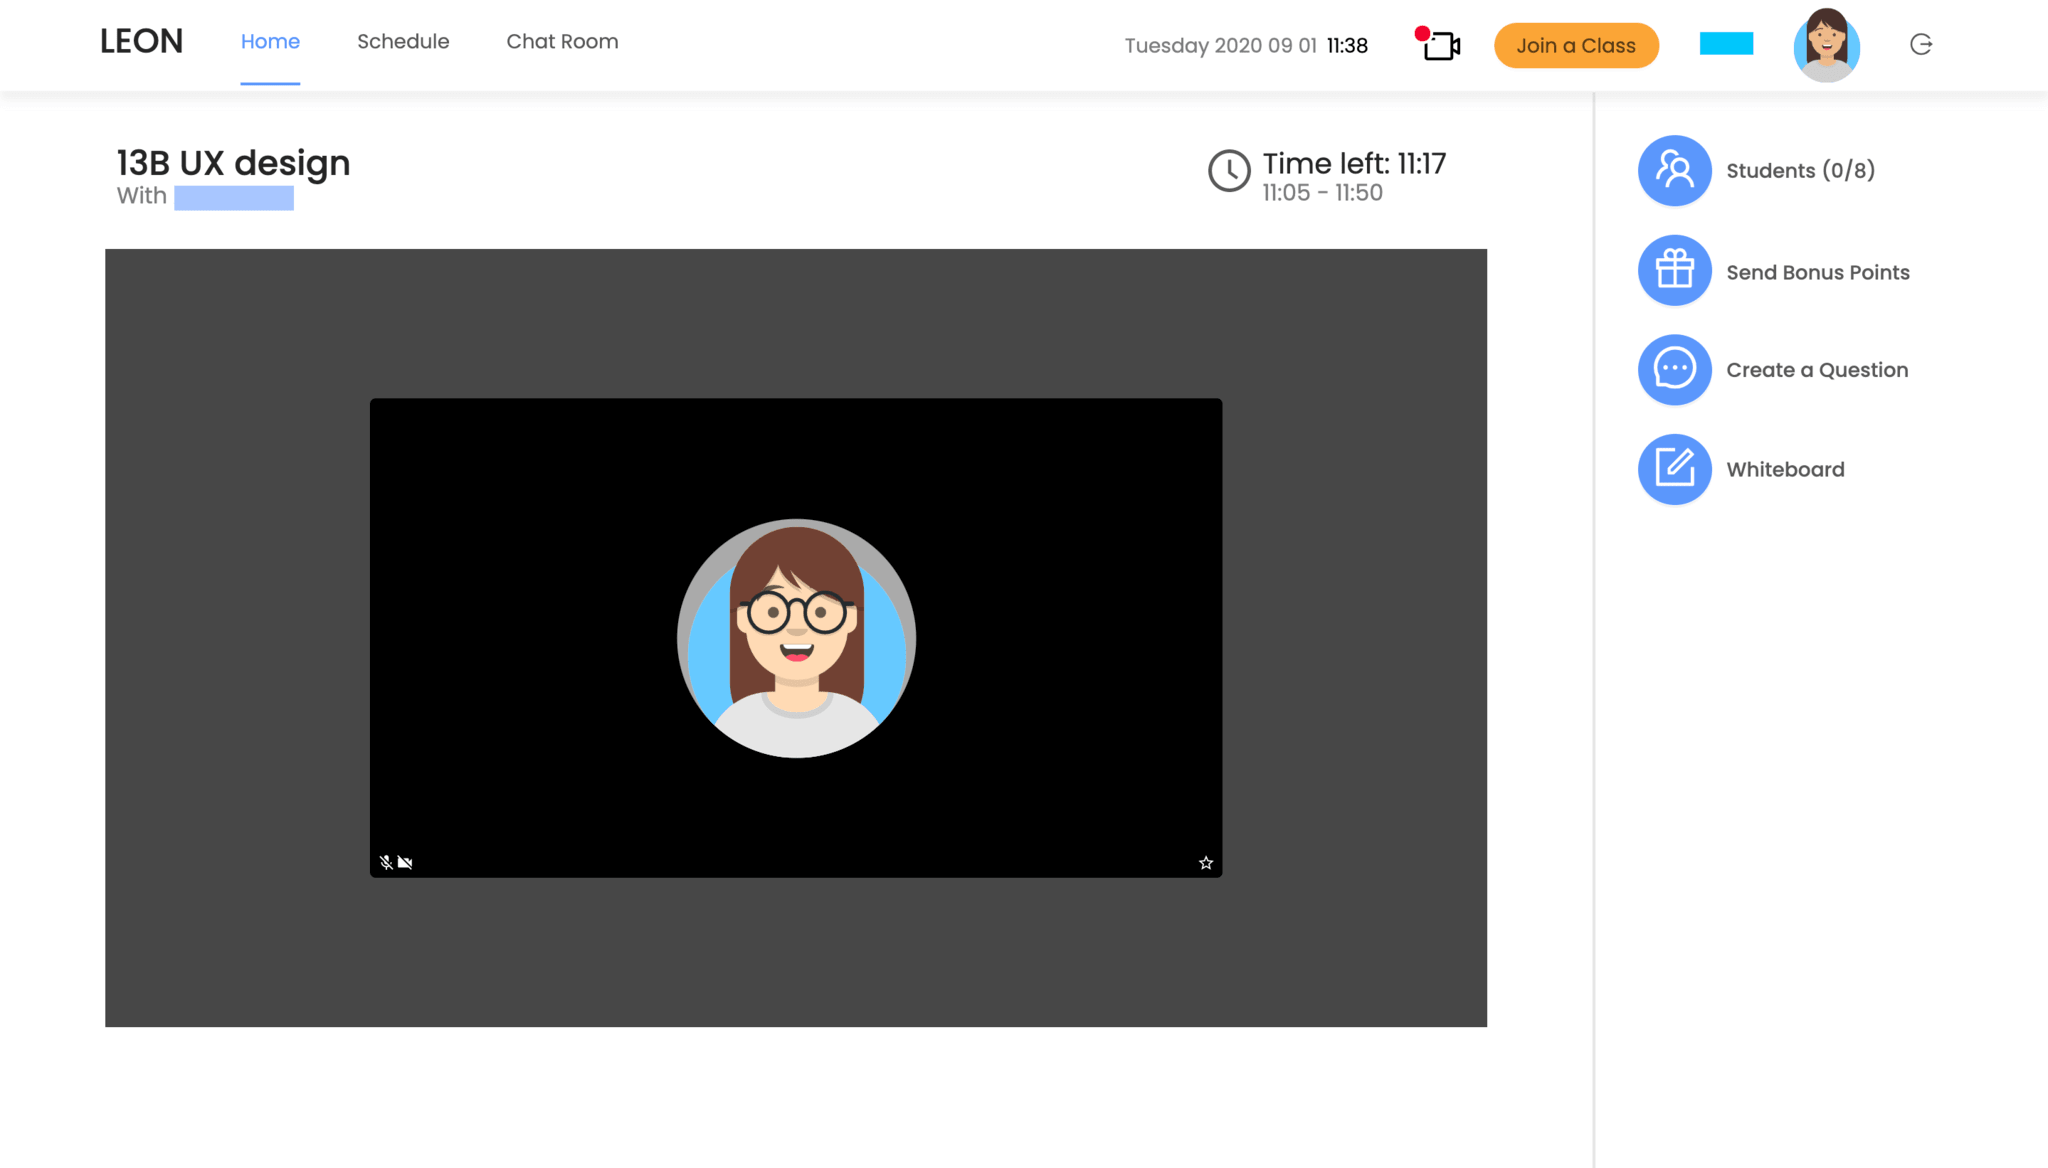 LEON
Home
Schedule
Chat Room
Tuesday 2020 09 01 11:38
Join a Class
13B UX design
With
Time left: 11:17
11:05 - 11:50
Students (0/8)
Send Bonus Points
Create a Question
Whiteboard